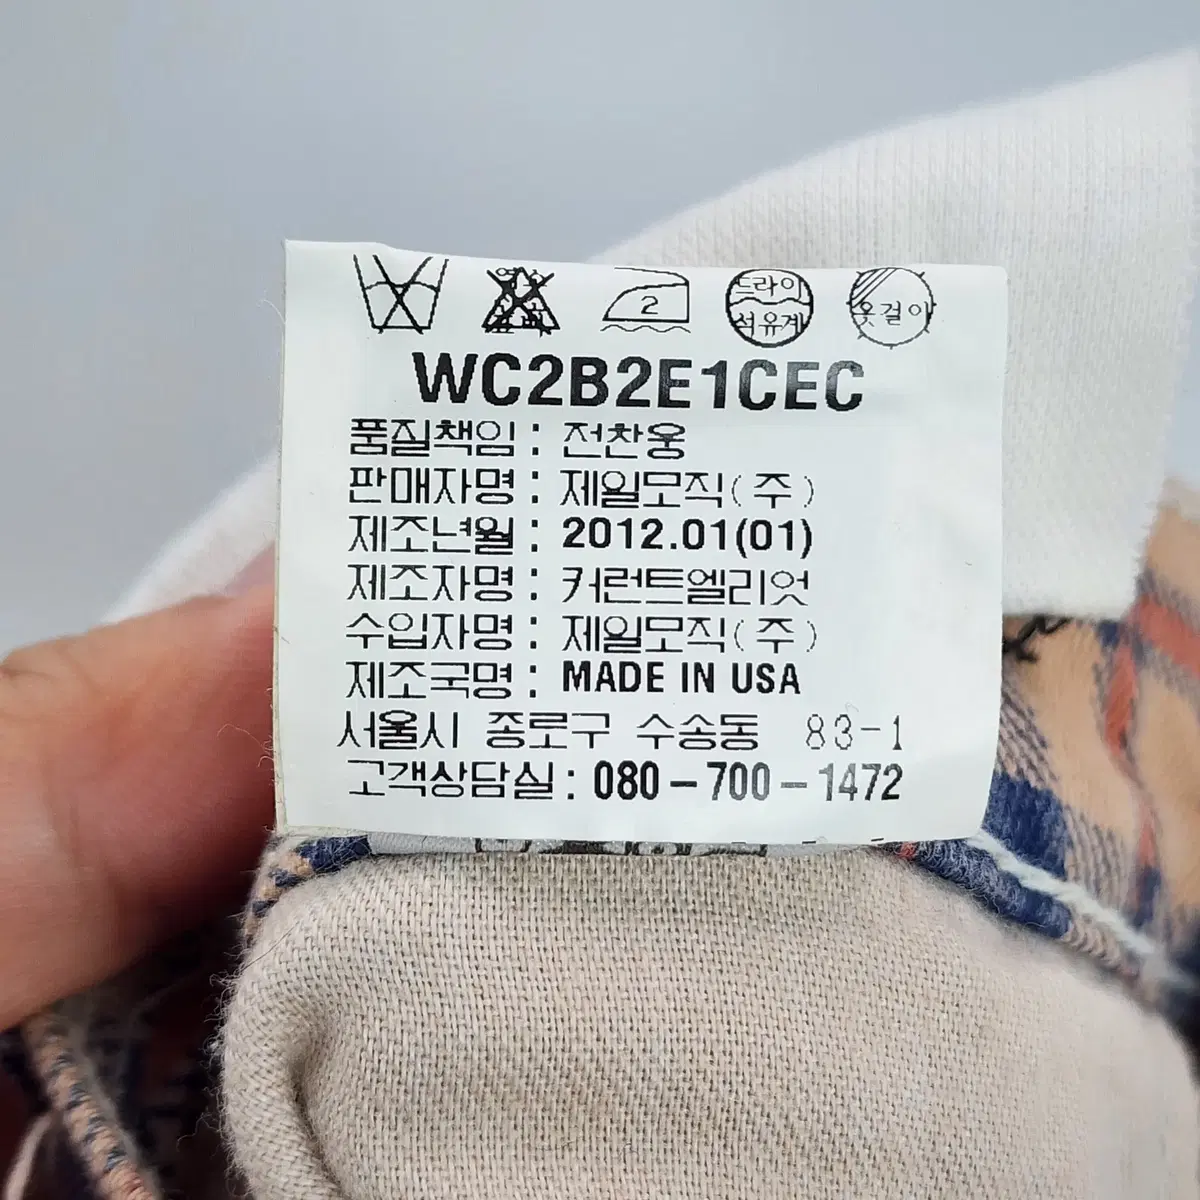 2 드라이 석유계 옷걸이
WC2B2E1CEC
품질책임 : 전찬웅
판매자명 : 제일모직(주)
제조년월 : 2012.01(01)
제조자명 : 커런트엘리엇
수입자명 : 제일모직(주)
제조국명 : MADE IN USA
서울시 종로구 수송동 83-1
고객상담실 : 080-700-1472